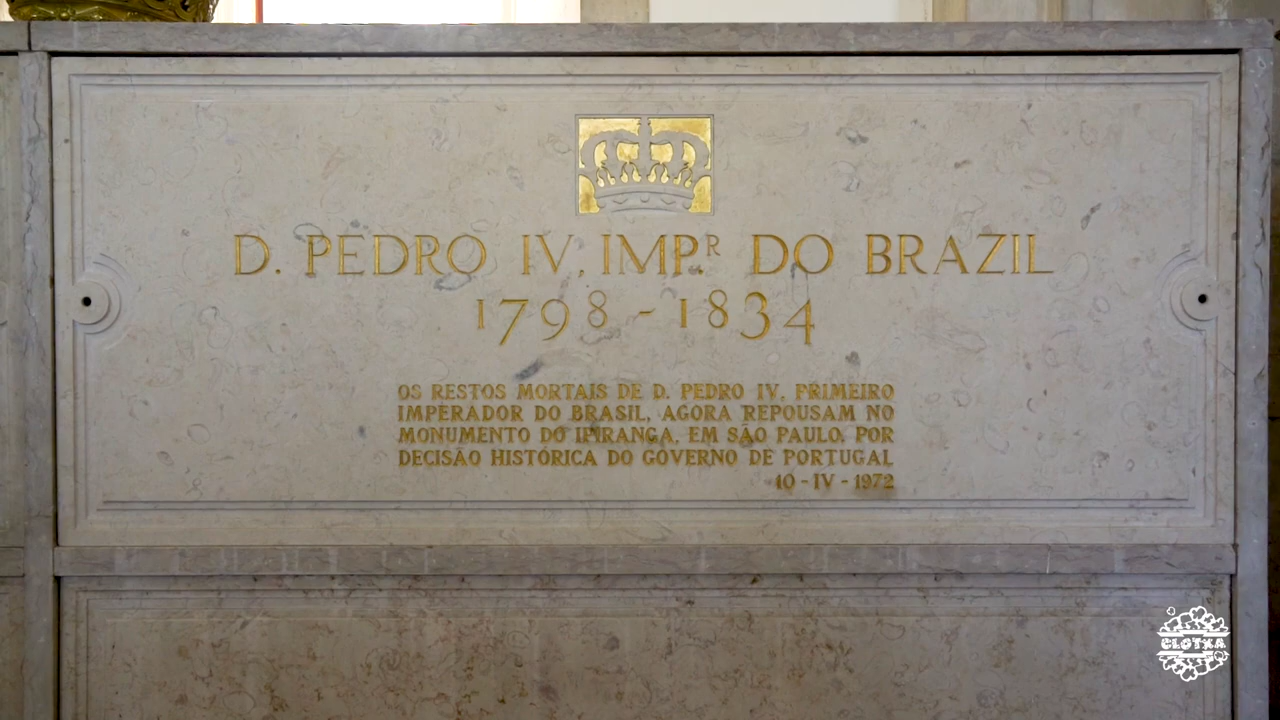 D. PEDRO IV, IMP.R DO BRAZIL
1798 - 1834
OS RESTOS MORTAIS DE D. PEDRO IV, PRIMEIRO
IMPERADOR DO BRASIL, AGORA REPOUSAM NO
MONUMENTO DO IPIRANGA, EM SÃO PAULO, POR
DECISÃO HISTÓRICA DO GOVERNO DE PORTUGAL
10 - IV - 1972
CLOTXA